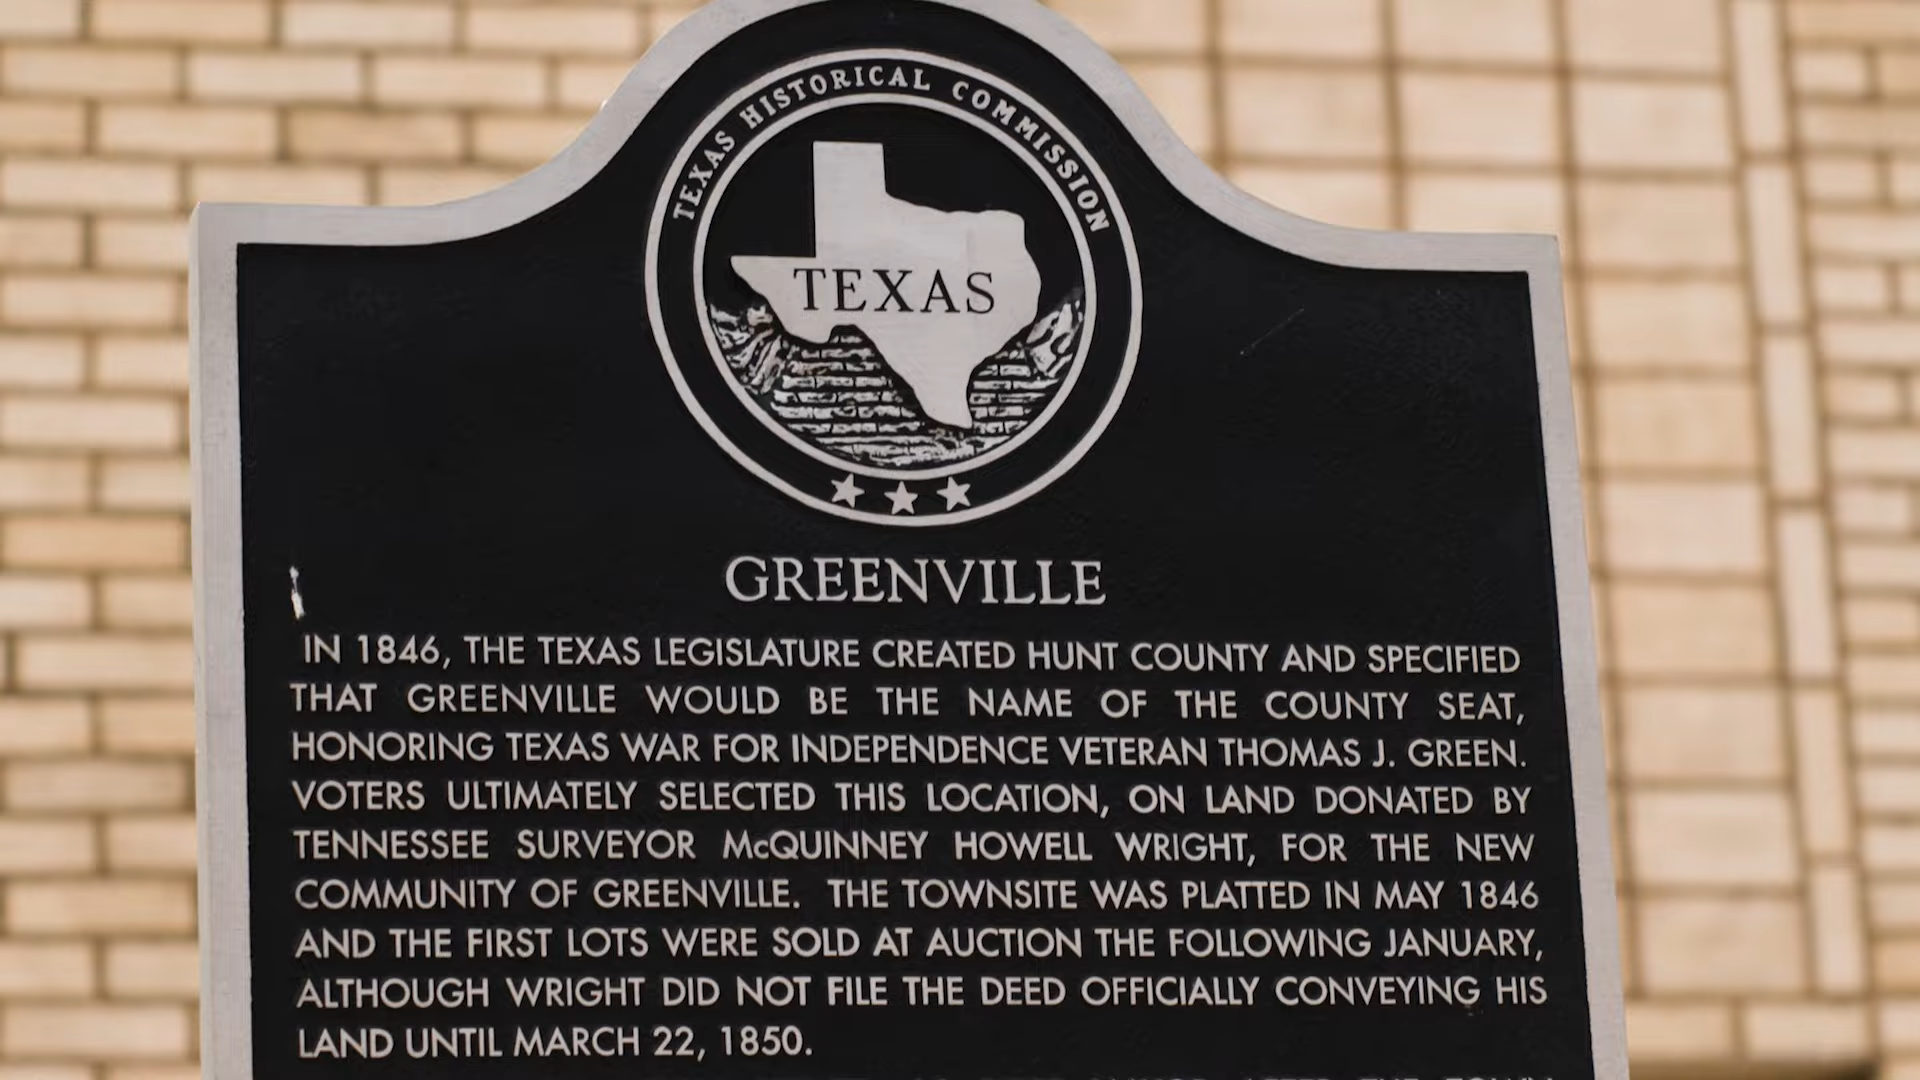 TEXAS HISTORICAL COMMISSION
TEXAS
GREENVILLE
IN 1846, THE TEXAS LEGISLATURE CREATED HUNT COUNTY AND SPECIFIED
THAT GREENVILLE WOULD BE THE NAME OF THE COUNTY SEAT,
HONORING TEXAS WAR FOR INDEPENDENCE VETERAN THOMAS J. GREEN.
VOTERS ULTIMATELY SELECTED THIS LOCATION, ON LAND DONATED BY
TENNESSEE SURVEYOR McQUINNEY HOWELL WRIGHT, FOR THE NEW
COMMUNITY OF GREENVILLE. THE TOWNSITE WAS PLATTED IN MAY 1846
AND THE FIRST LOTS WERE SOLD AT AUCTION THE FOLLOWING JANUARY,
ALTHOUGH WRIGHT DID NOT FILE THE DEED OFFICIALLY CONVEYING HIS
LAND UNTIL MARCH 22, 1850.